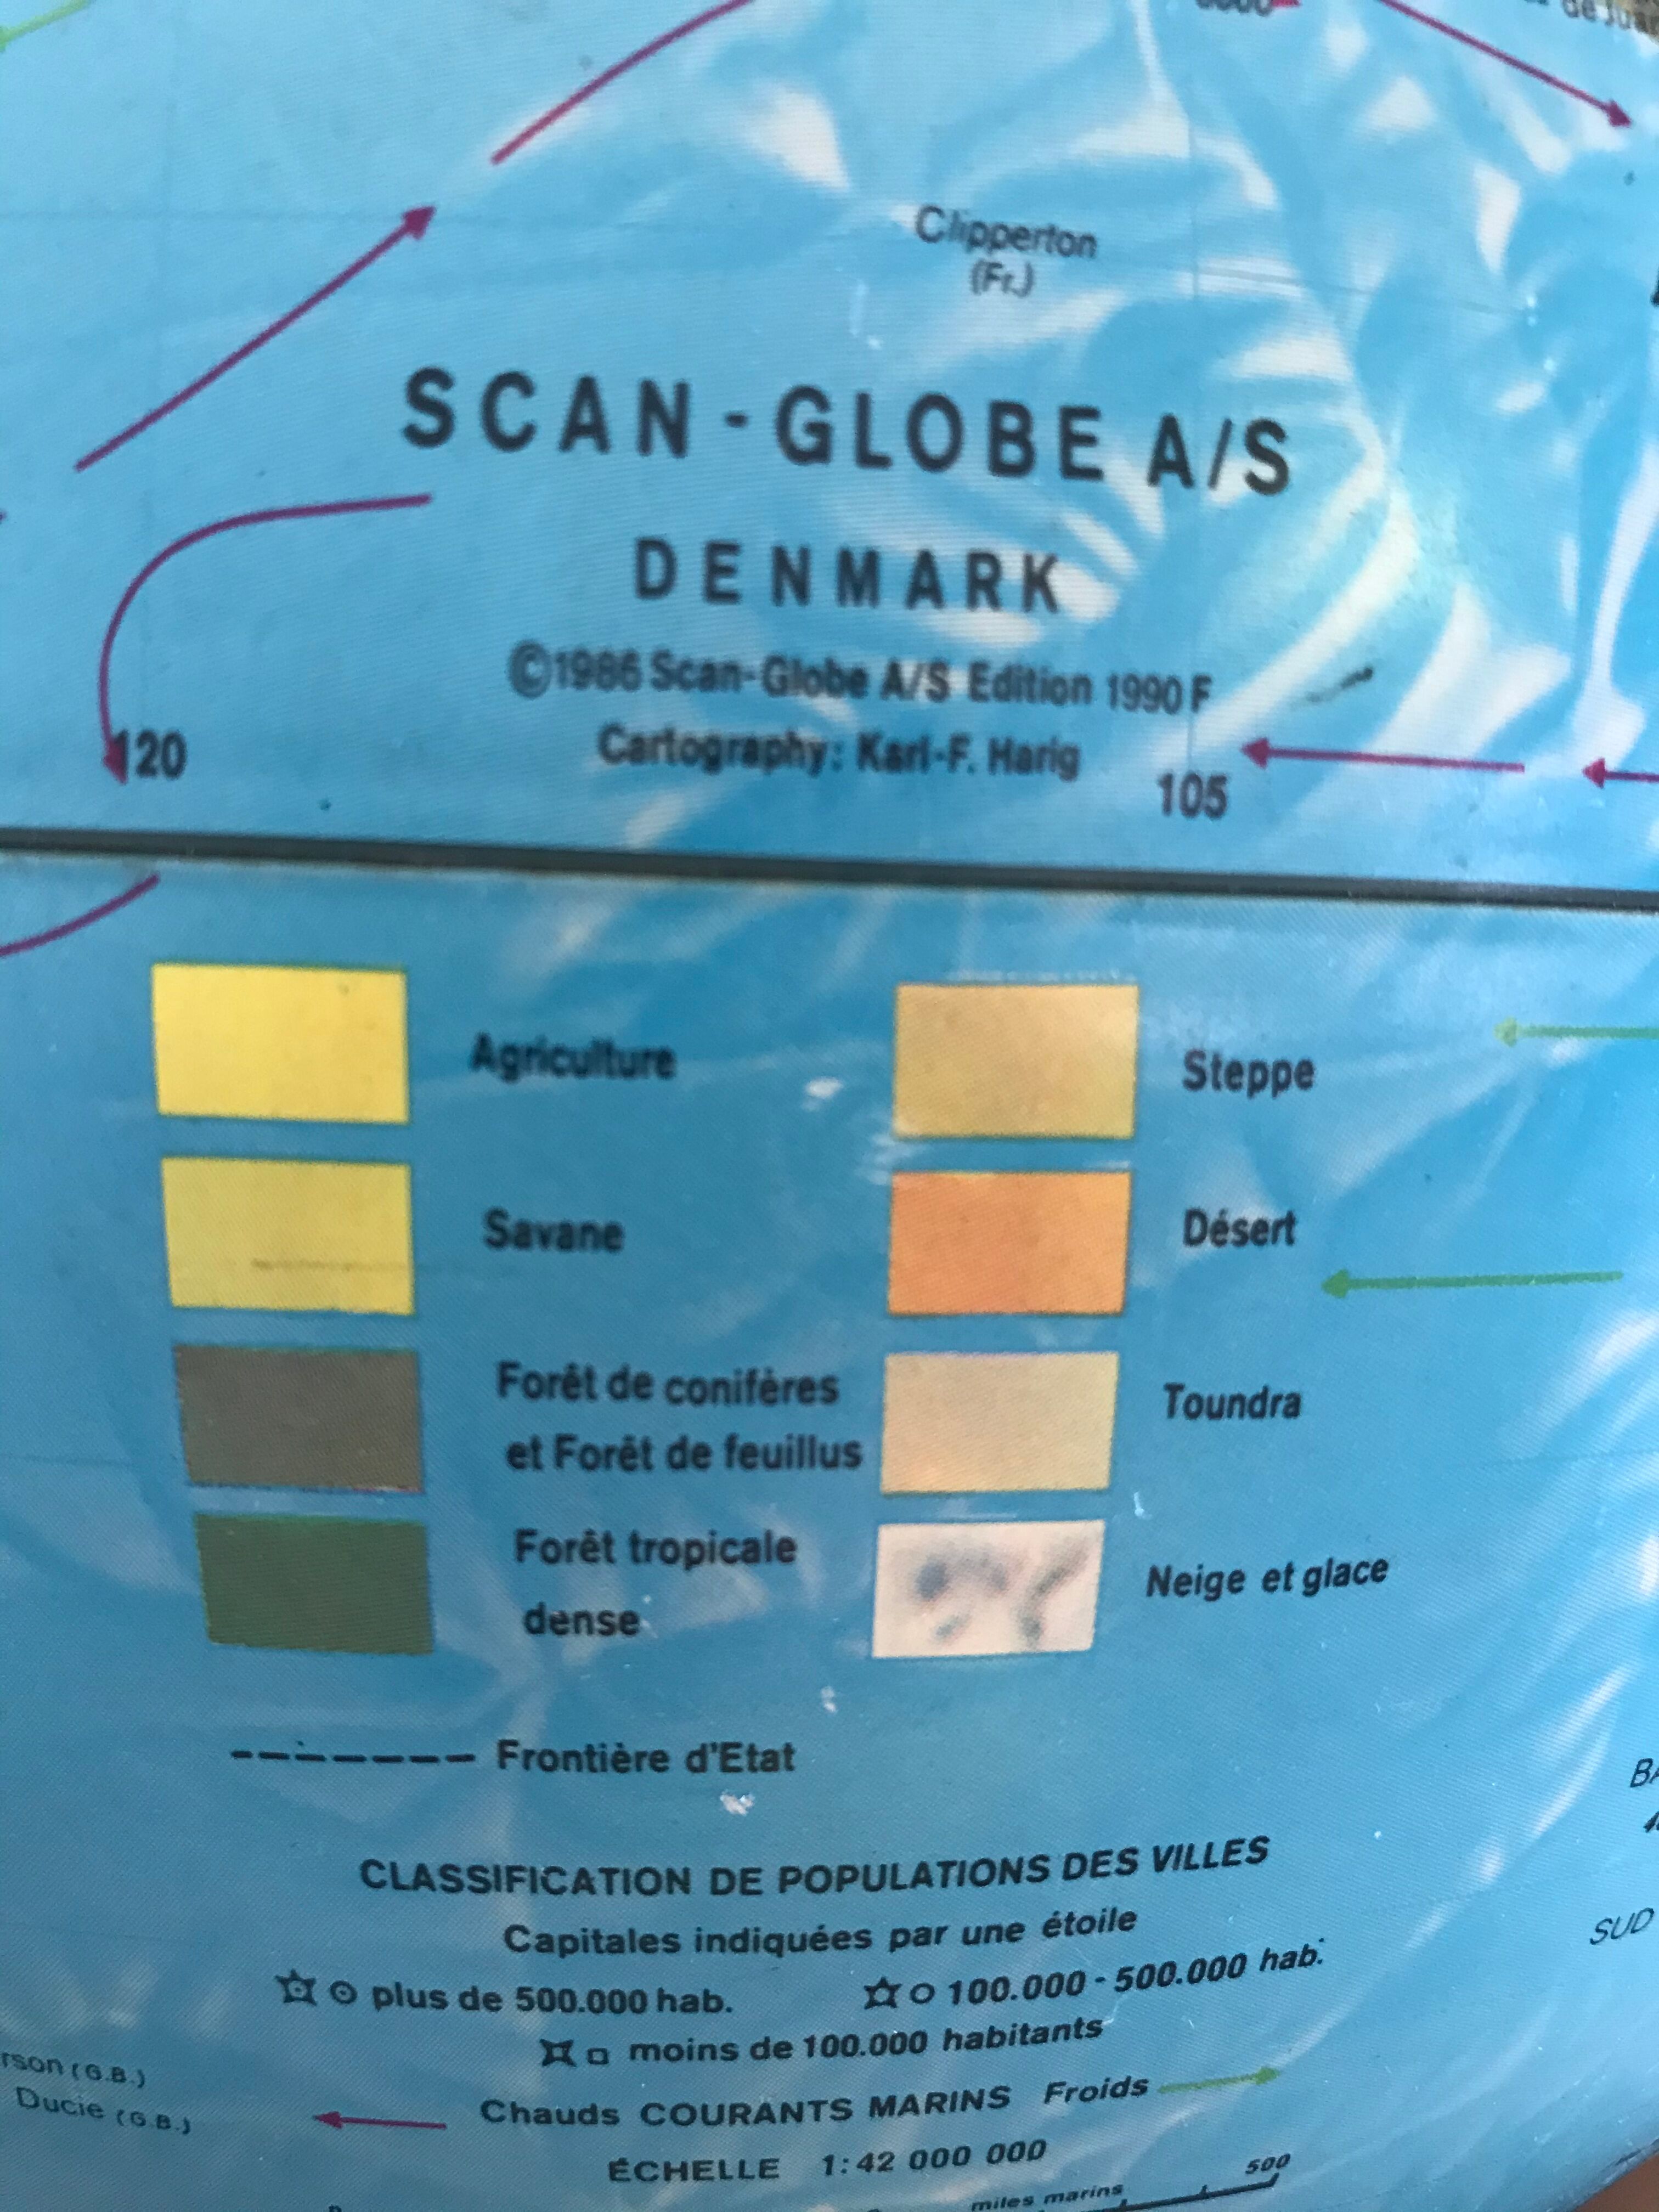 Clipperton
(Fr.)
SCAN-GLOBE A/S
DENMARK
©1986 Scan-Globe A/S Edition 1990 F
Cartography: Karl-F. Harig
120
105
Agriculture
Steppe
Savane
Désert
Forêt de conifères
et Forêt de feuillus
Toundra
Forêt tropicale
dense
Neige et glace
Frontière d'Etat
CLASSIFICATION DE POPULATIONS DES VILLES
Capitales indiquées par une étoile
plus de 500.000 hab.
100.000 - 500.000 hab.
moins de 100.000 habitants
(G.B.)
Ducie (G.B.)
Chauds COURANTS MARINS Froids
ÉCHELLE 1:42 000 000
miles marins
500
SUD